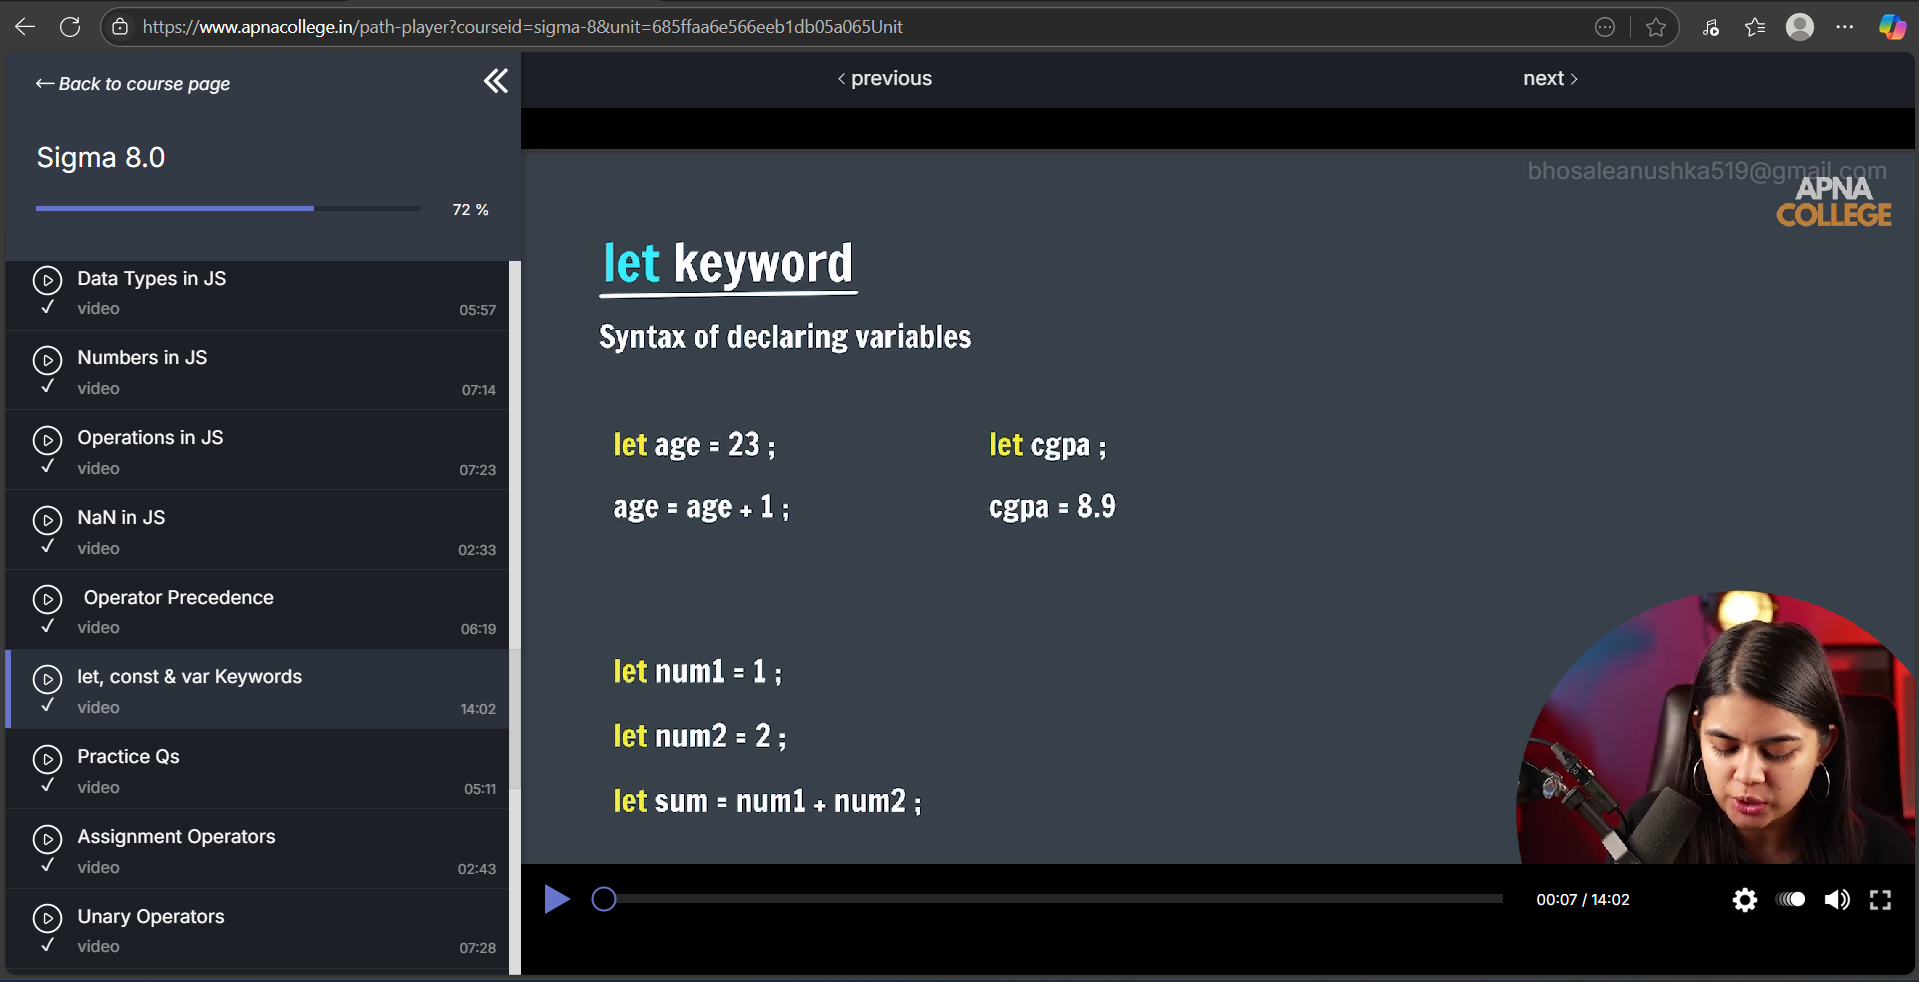 https://www.apnacollege.in/path-player?courseid=sigma-8&unit=685ffaa6e566eeb1db05a065Unit
← Back to course page
‹ previous
next ›
Sigma 8.0
72 %
Data Types in JS
video
05:57
Numbers in JS
video
07:14
Operations in JS
video
07:23
NaN in JS
video
02:33
Operator Precedence
video
06:19
let, const & var Keywords
video
14:02
Practice Qs
video
05:11
Assignment Operators
video
02:43
Unary Operators
video
07:28
bhosaleanushka519@gmail.com
APNA
COLLEGE
let keyword
Syntax of declaring variables
let age = 23 ;
let cgpa ;
age = age + 1 ;
cgpa = 8.9
let num1 = 1 ;
let num2 = 2 ;
let sum = num1 + num2 ;
00:07 / 14:02